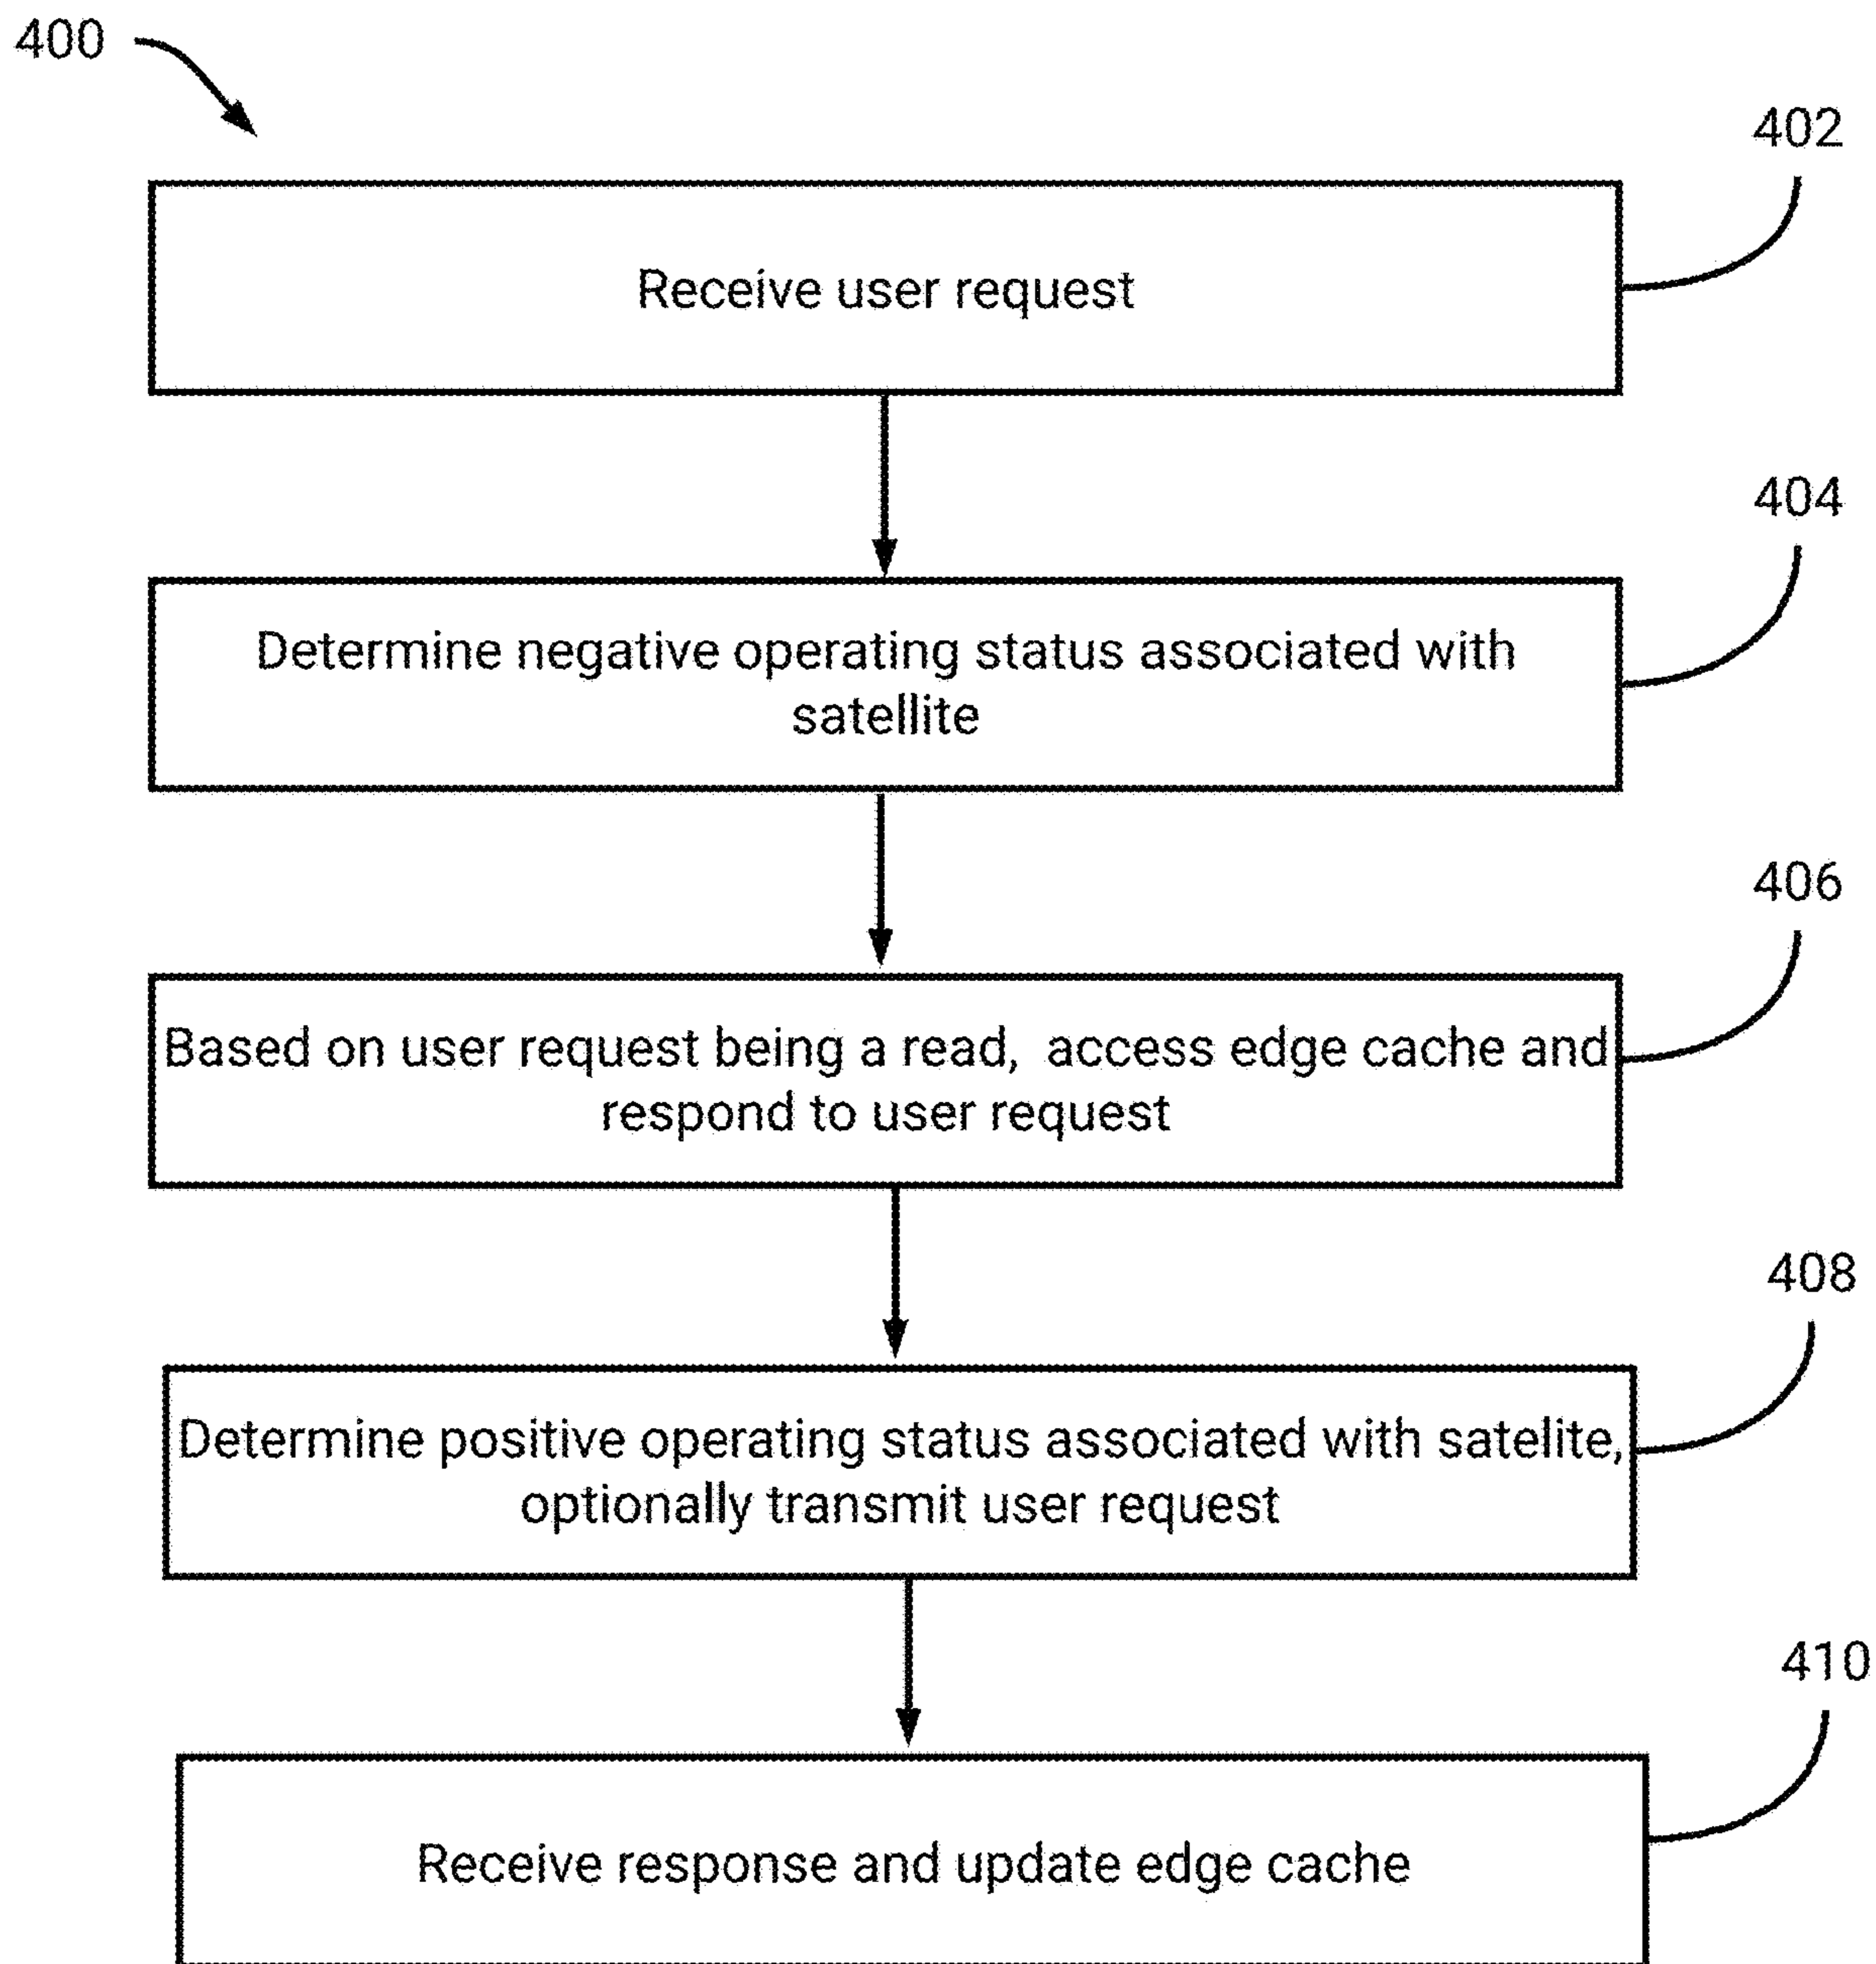 400
402
Receive user request
404
Determine negative operating status associated with
satellite
406
Based on user request being a read, access edge cache and
respond to user request
408
Determine positive operating status associated with satelite,
optionally transmit user request
410
Receive response and update edge cache